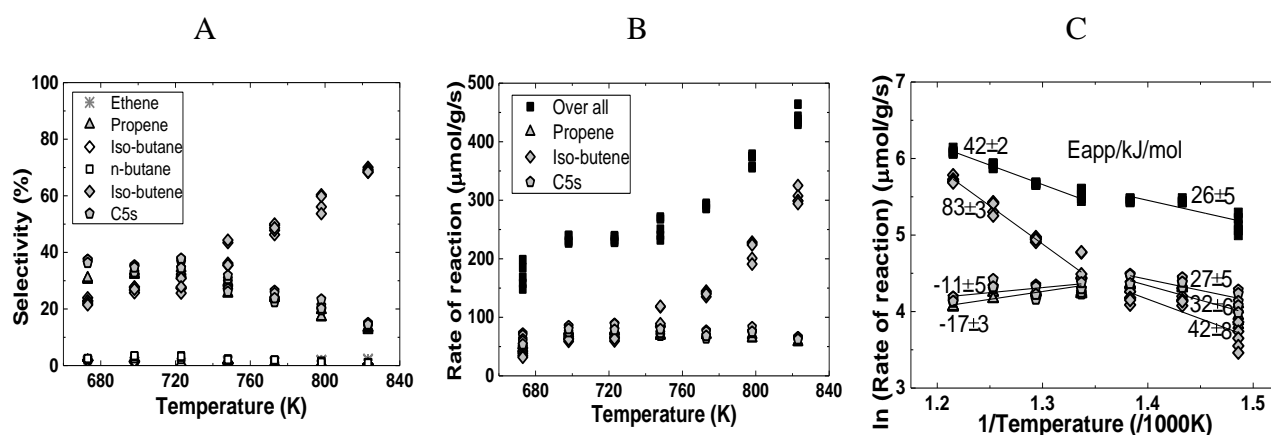 A
B
C
Selectivity (%)
100
80
60
40
20
0
Ethene
Propene
Iso-butane
n-butane
Iso-butene
C5s
680
720
760
800
840
Temperature (K)
Rate of reaction (μmol/g/s)
500
400
300
200
100
0
Over all
Propene
Iso-butene
C5s
680
720
760
800
840
Temperature (K)
ln (Rate of reaction) (μmol/g/s)
7
6
5
4
3
42±2
Eapp/kJ/mol
83±3
26±5
-11±5
27±5
-17±3
32±6
42±8
1.2
1.3
1.4
1.5
1/Temperature (/1000K)